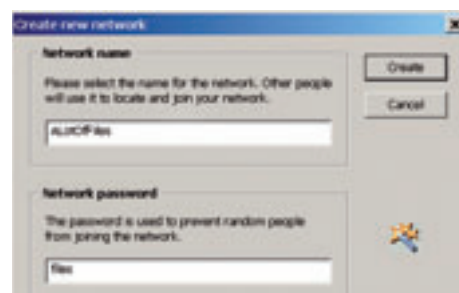 Create new network
Network name
Create
Please select the name for the network. Other people
will use it to locate and join your network.
Cancel
ALotOfFiles
Network password
The password is used to prevent random people
from joining the network.
files